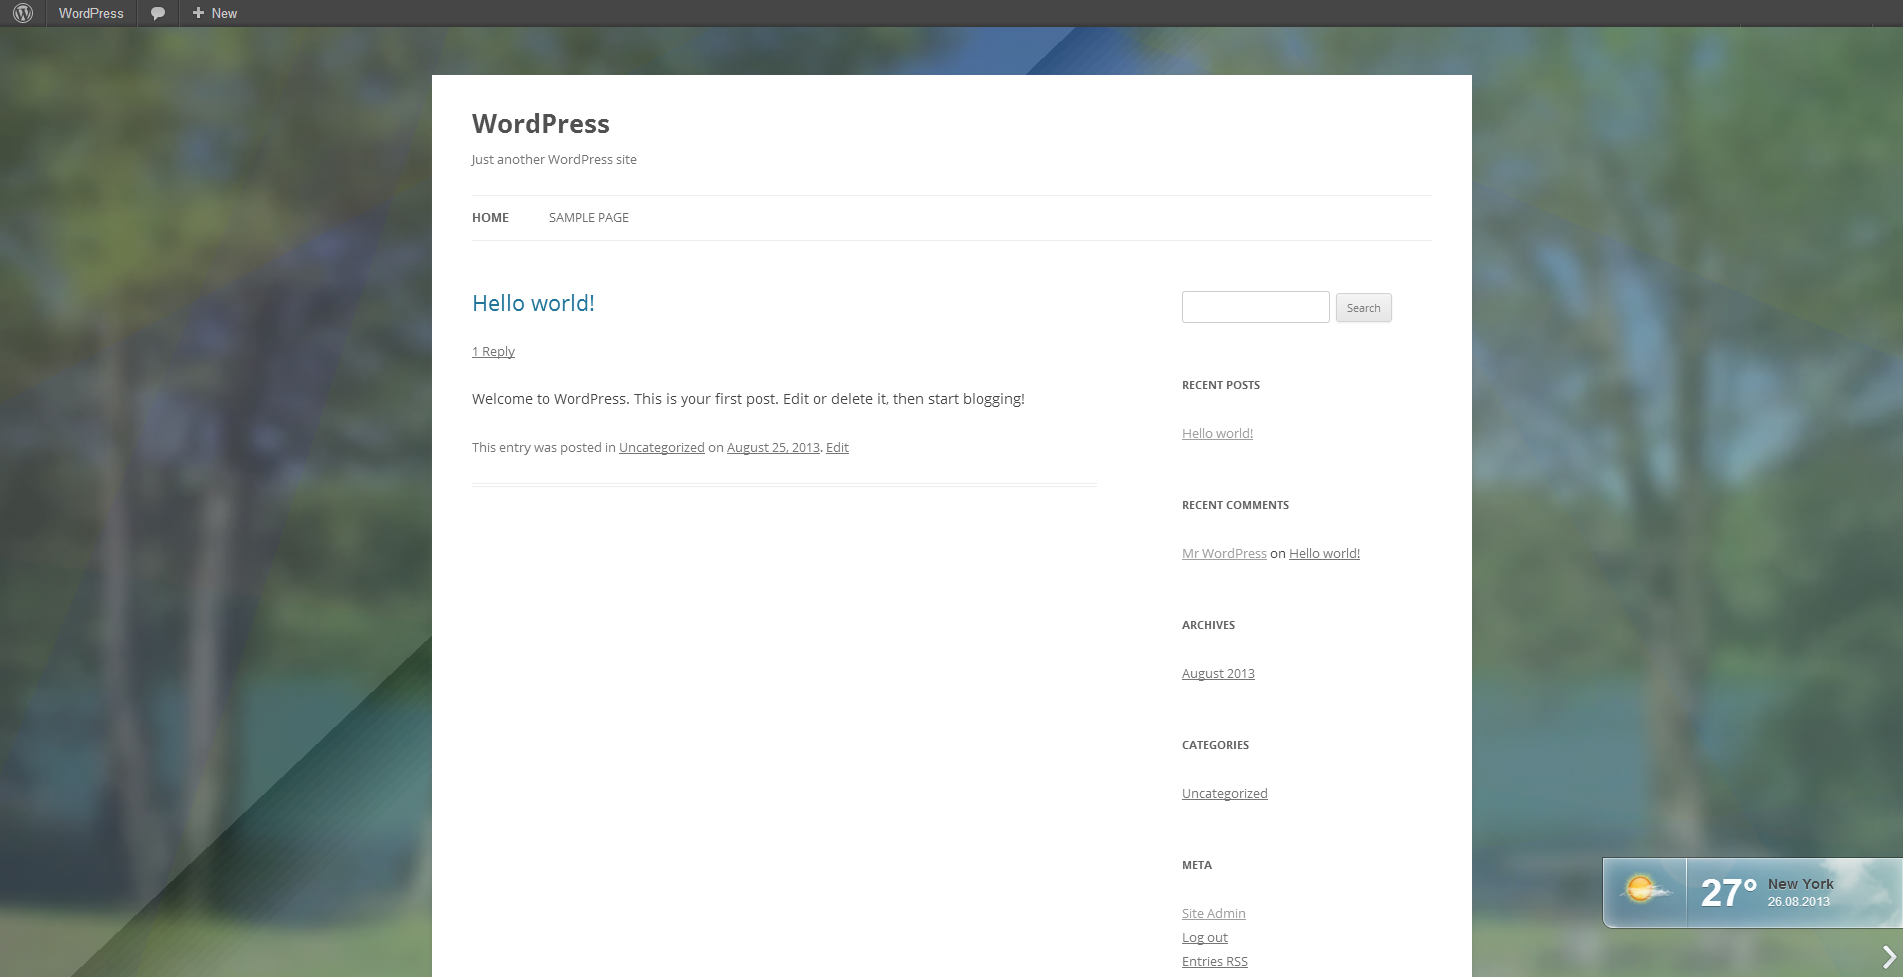 WordPress New
WordPress
Just another WordPress site
HOME SAMPLE PAGE
Hello world!
1 Reply
Welcome to WordPress. This is your first post. Edit or delete it, then start blogging!
This entry was posted in Uncategorized on August 25, 2013. Edit
Search
RECENT POSTS
Hello world!
RECENT COMMENTS
Mr WordPress on Hello world!
ARCHIVES
August 2013
CATEGORIES
Uncategorized
META
Site Admin
Log out
Entries RSS
27° New York
26.08.2013